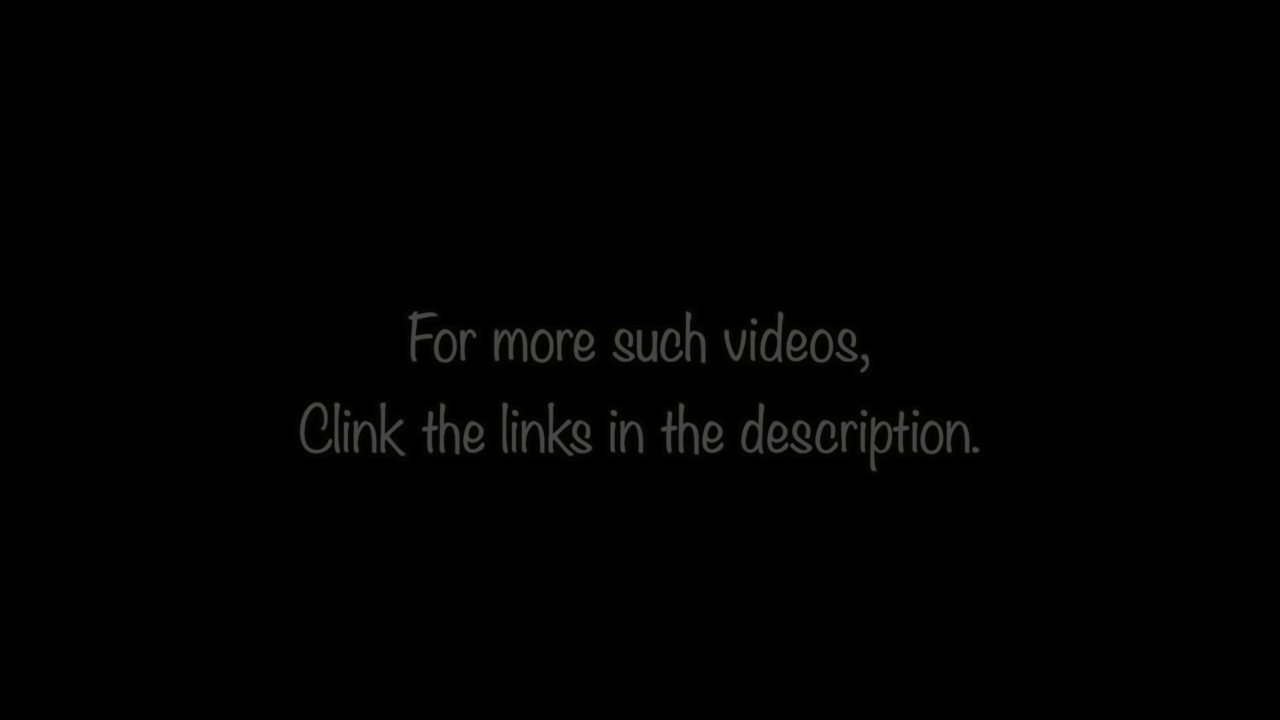 For more such videos,
Clink the links in the description.